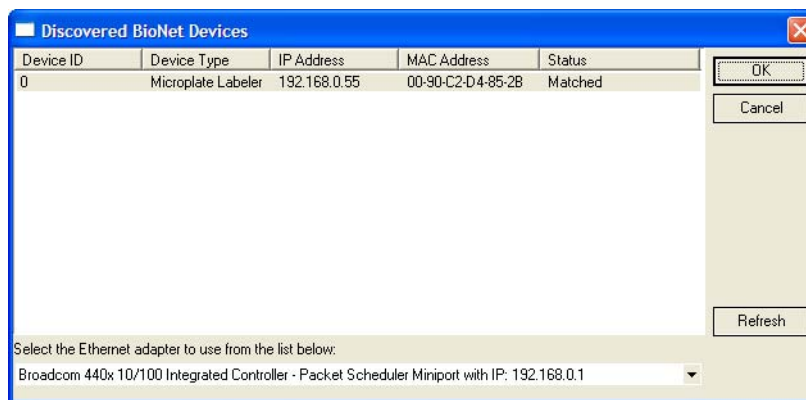 Discovered BioNet Devices
Device ID Device Type IP Address MAC Address Status
0 Microplate Labeler 192.168.0.55 00-90-C2-D4-85-2B Matched
OK
Cancel
Refresh
Select the Ethernet adapter to use from the list below:
Broadcom 440x 10/100 Integrated Controller - Packet Scheduler Miniport with IP: 192.168.0.1